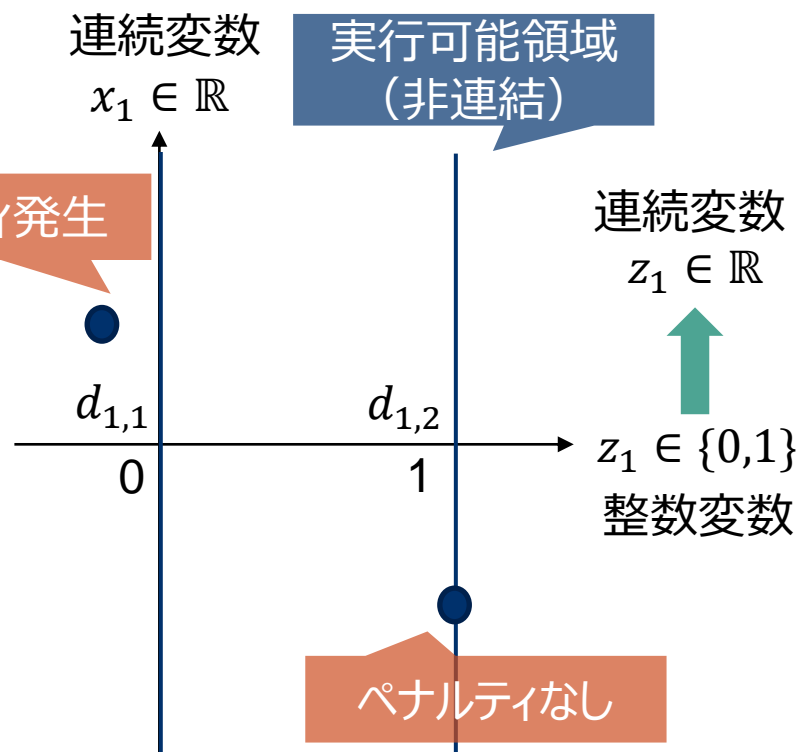 連続変数
x₁ ∈ ℝ
実行可能領域
（非連結）
ィ発生
連続変数
z₁ ∈ ℝ
d₁,₁
d₁,₂
0
1
z₁ ∈ {0,1}
整数変数
ペナルティなし